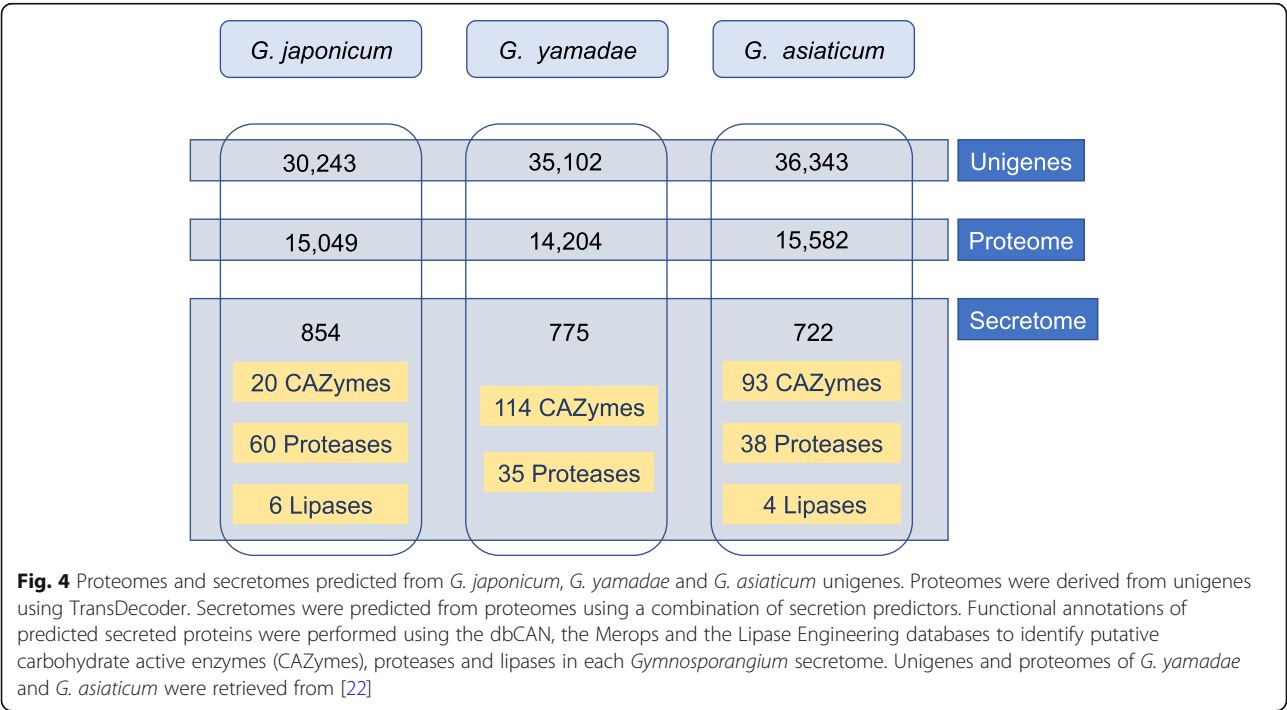 G. japonicum G. yamadae G. asiaticum
30,243 35,102 36,343 Unigenes
15,049 14,204 15,582 Proteome
854 775 722 Secretome
20 CAZymes 114 CAZymes 93 CAZymes
60 Proteases 35 Proteases 38 Proteases
6 Lipases 4 Lipases
Fig. 4 Proteomes and secretomes predicted from G. japonicum, G. yamadae and G. asiaticum unigenes. Proteomes were derived from unigenes
using TransDecoder. Secretomes were predicted from proteomes using a combination of secretion predictors. Functional annotations of
predicted secreted proteins were performed using the dbCAN, the Merops and the Lipase Engineering databases to identify putative
carbohydrate active enzymes (CAZymes), proteases and lipases in each Gymnosporangium secretome. Unigenes and proteomes of G. yamadae
and G. asiaticum were retrieved from [22]